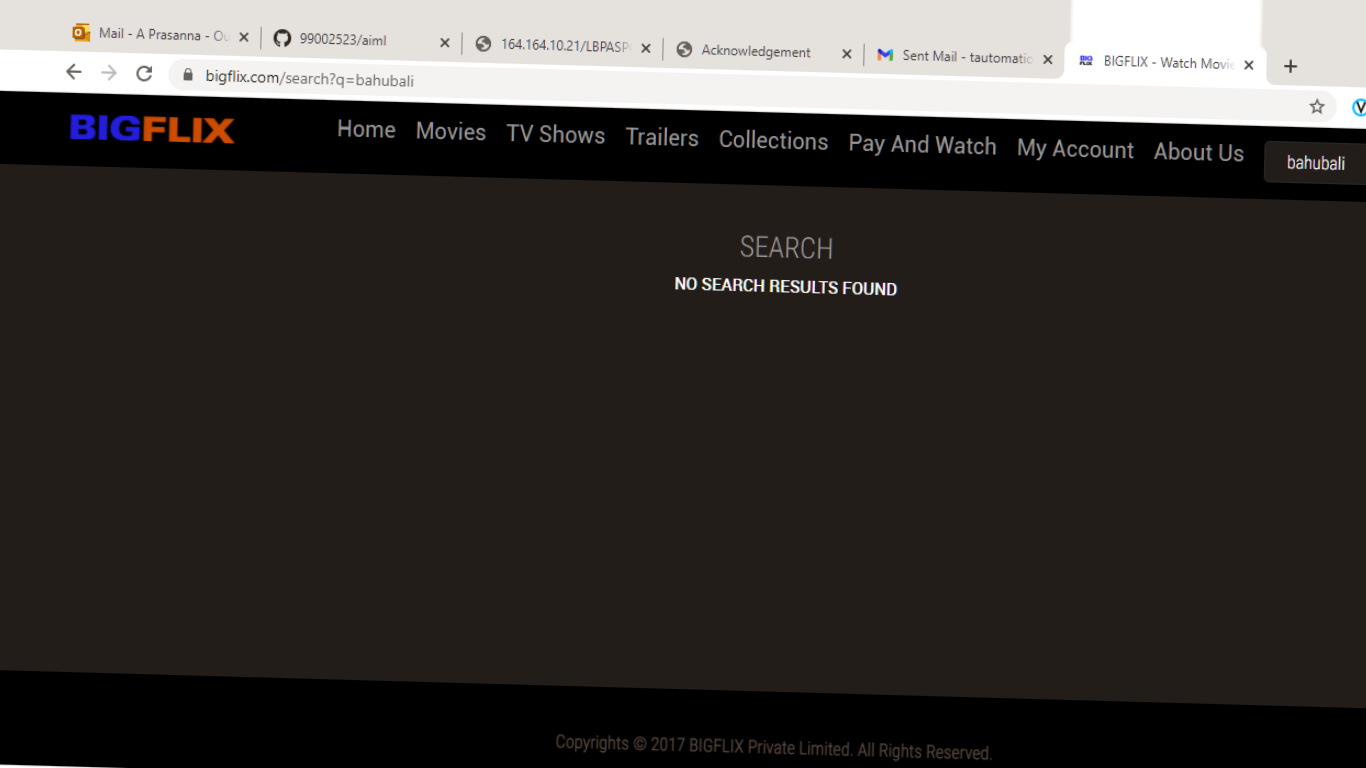 Mail - A Prasanna - Ou
99002523/aiml
164.164.10.21/LBPASP
Acknowledgement
Sent Mail - tautomatic
BIGFLIX - Watch Movie
bigflix.com/search?q=bahubali
BIGFLIX
Home
Movies
TV Shows
Trailers
Collections
Pay And Watch
My Account
About Us
bahubali
SEARCH
NO SEARCH RESULTS FOUND
Copyrights © 2017 BIGFLIX Private Limited. All Rights Reserved.